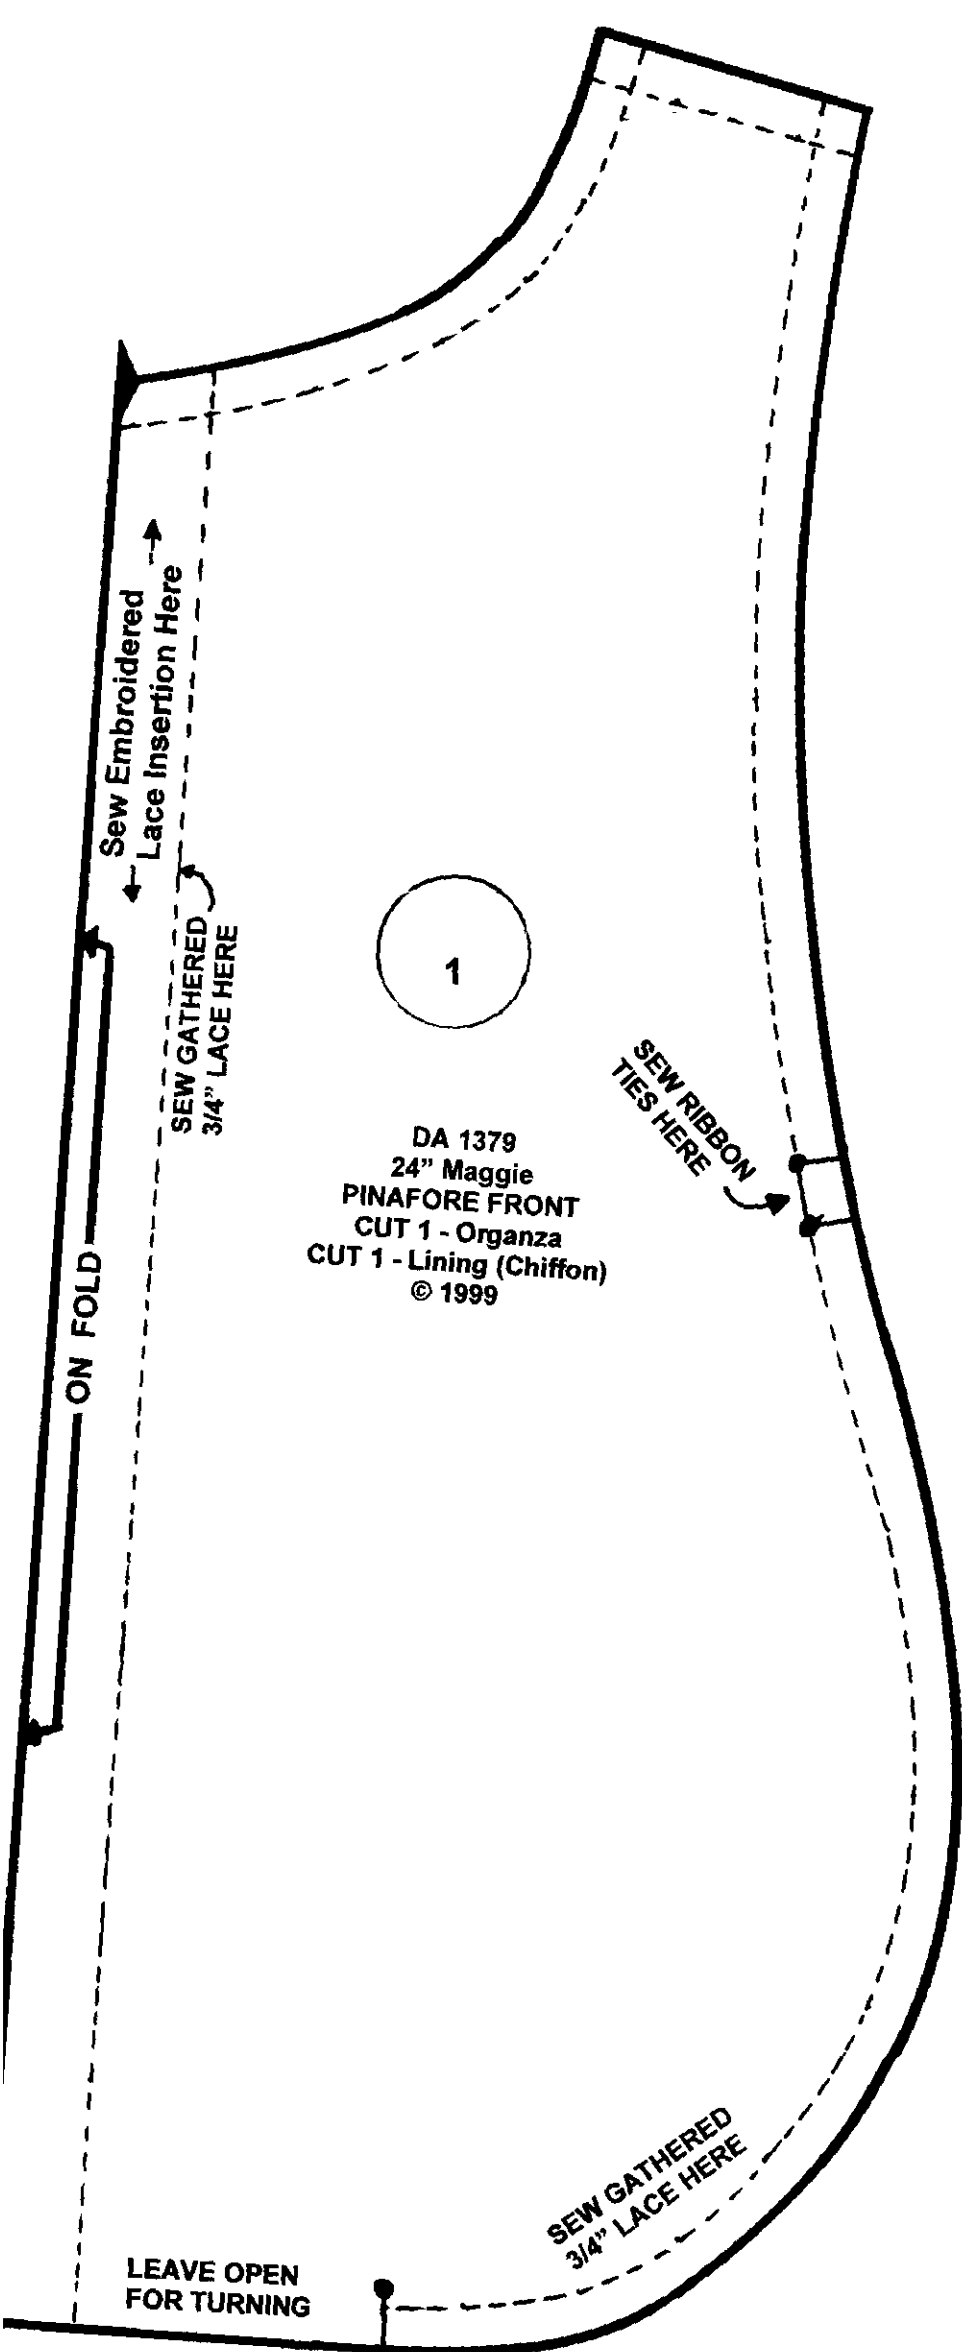 Sew Embroidered
Lace Insertion Here
SEW GATHERED
3/4” LACE HERE
1
SEW RIBBON
TIES HERE
DA 1379
24” Maggie
PINAFORE FRONT
CUT 1 - Organza
CUT 1 - Lining (Chiffon)
© 1999
ON FOLD
SEW GATHERED
3/4” LACE HERE
LEAVE OPEN
FOR TURNING